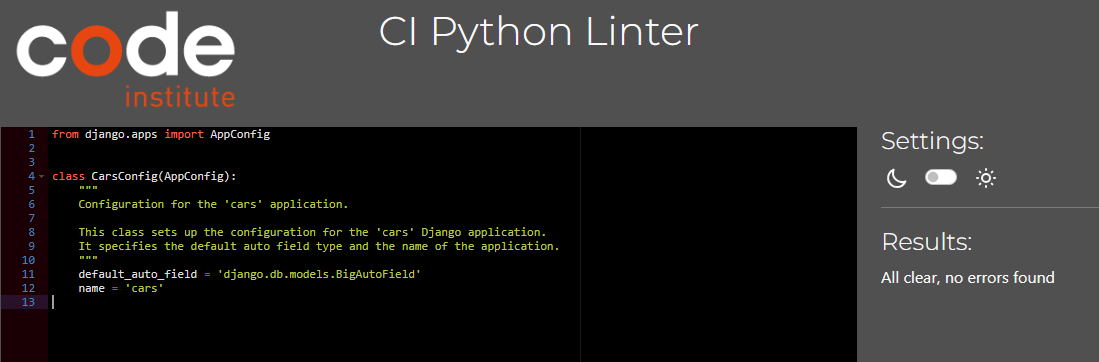 code
institute
CI Python Linter
1 from django.apps import AppConfig
2
3
4 class CarsConfig(AppConfig):
5     """
6     Configuration for the 'cars' application.
7
8     This class sets up the configuration for the 'cars' Django application.
9     It specifies the default auto field type and the name of the application.
10     """
11     default_auto_field = 'django.db.models.BigAutoField'
12     name = 'cars'
13
Settings:
Results:
All clear, no errors found